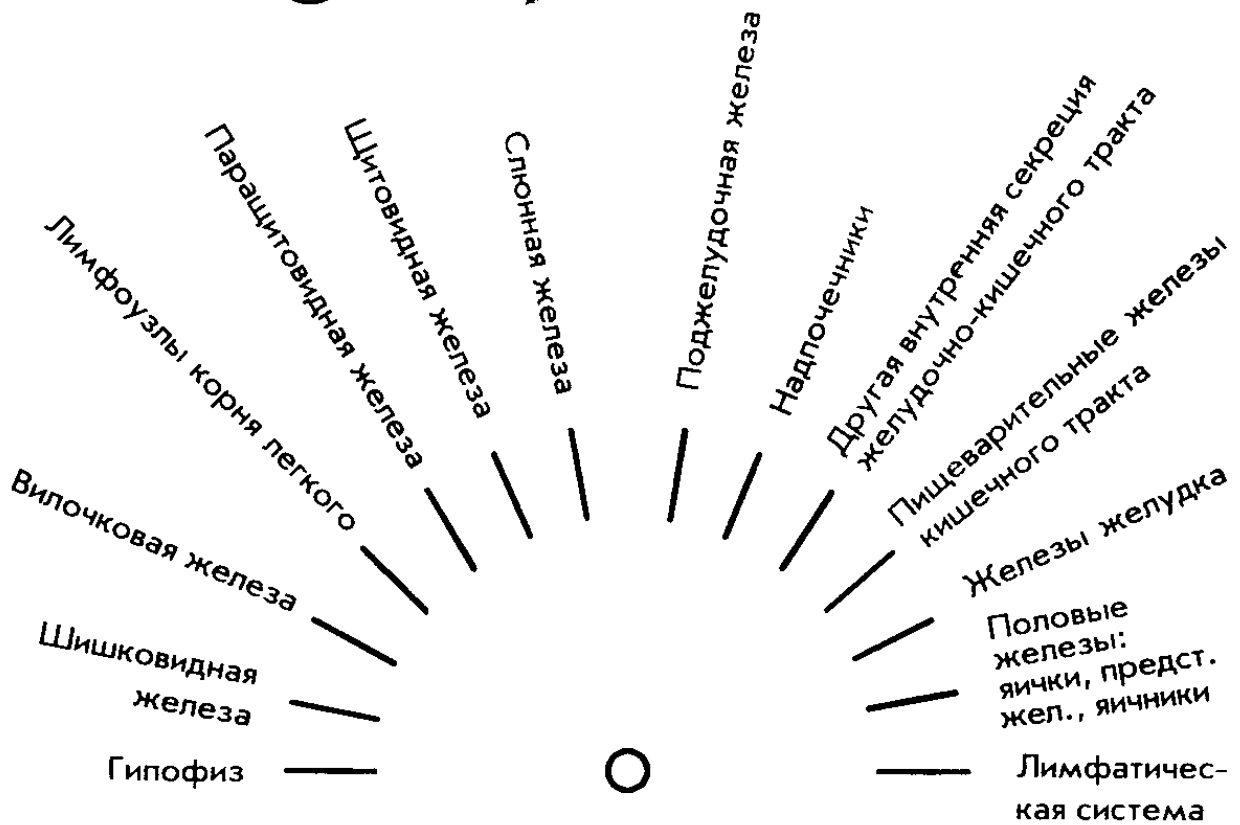 Гипофиз
Шишковидная
железа
Вилочковая железа
Лимфоузлы корня легкого
Паращитовидная железа
Щитовидная железа
Слюнная железа
Поджелудочная железа
Надпочечники
Другая внутренняя секреция
желудочно-кишечного тракта
Пищеварительные железы
кишечного тракта
Железы желудка
Половые
железы:
яички, предст.
жел., яичники
Лимфатичес-
кая система